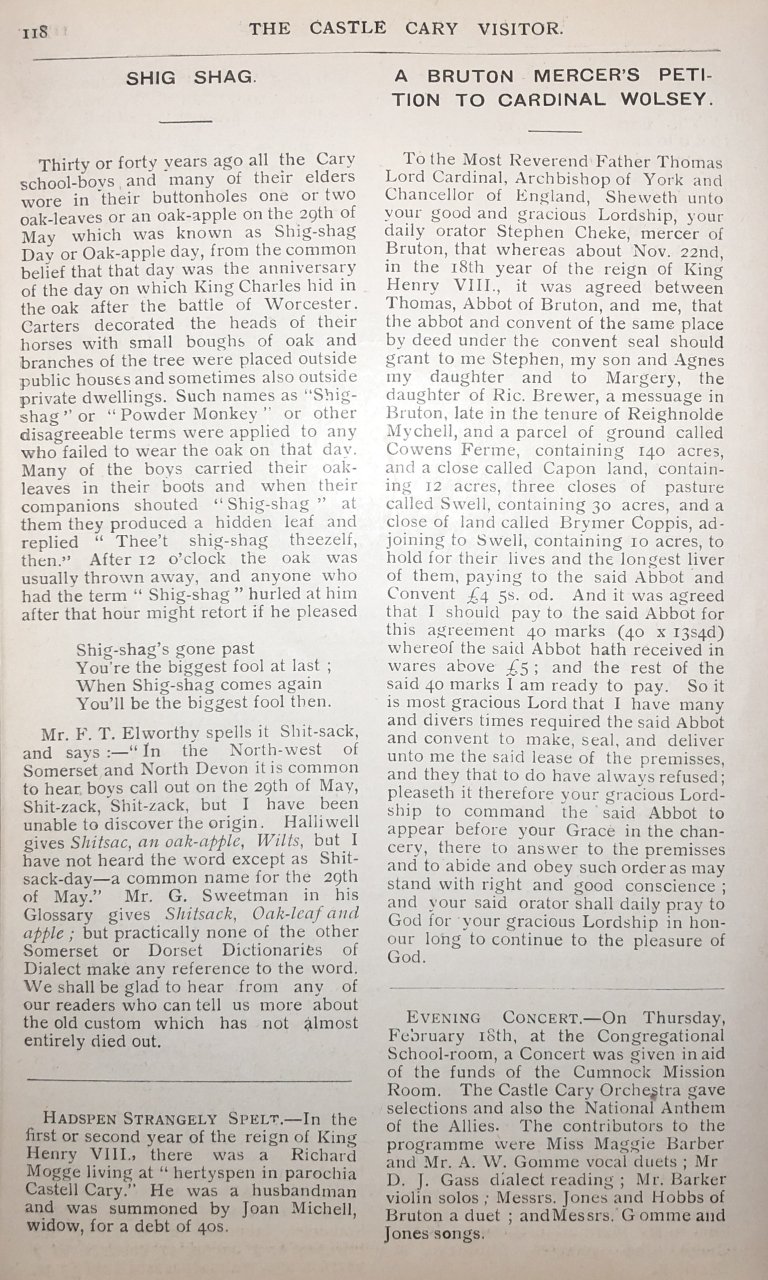 118
THE CASTLE CARY VISITOR.
SHIG SHAG.
Thirty or forty years ago all the Cary
school-boys and many of their elders
wore in their buttonholes one or two
oak-leaves or an oak-apple on the 29th of
May which was known as Shig-shag
Day or Oak-apple day, from the common
belief that that day was the anniversary
of the day on which King Charles hid in
the oak after the battle of Worcester.
Carters decorated the heads of their
horses with small boughs of oak and
branches of the tree were placed outside
public houses and sometimes also outside
private dwellings. Such names as "Shig-
shag" or "Powder Monkey" or other
disagreeable terms were applied to any
who failed to wear the oak on that day.
Many of the boys carried their oak-
leaves in their boots and when their
companions shouted "Shig-shag" at
them they produced a hidden leaf and
replied "Thee't shig-shag theezelf,
then." After 12 o'clock the oak was
usually thrown away, and anyone who
had the term "Shig-shag" hurled at him
after that hour might retort if he pleased
Shig-shag's gone past
You're the biggest fool at last ;
When Shig-shag comes again
You'll be the biggest fool then.
Mr. F. T. Elworthy spells it Shit-sack,
and says :—"In the North-west of
Somerset and North Devon it is common
to hear boys call out on the 29th of May,
Shit-zack, Shit-zack, but I have been
unable to discover the origin. Halliwell
gives Shitsac, an oak-apple, Wilts, but I
have not heard the word except as Shit-
sack-day—a common name for the 29th
of May." Mr. G. Sweetman in his
Glossary gives Shitsack, Oak-leaf and
apple ; but practically none of the other
Somerset or Dorset Dictionaries of
Dialect make any reference to the word.
We shall be glad to hear from any of
our readers who can tell us more about
the old custom which has not almost
entirely died out.
HADSPEN STRANGELY SPELT.—In the
first or second year of the reign of King
Henry VIII., there was a Richard
Mogge living at "hertyspen in parochia
Castell Cary." He was a husbandman
and was summoned by Joan Michell,
widow, for a debt of 40s.
A BRUTON MERCER'S PETI-
TION TO CARDINAL WOLSEY.
To the Most Reverend Father Thomas
Lord Cardinal, Archbishop of York and
Chancellor of England, Sheweth unto
your good and gracious Lordship, your
daily orator Stephen Cheke, mercer of
Bruton, that whereas about Nov. 22nd,
in the 18th year of the reign of King
Henry VIII., it was agreed between
Thomas, Abbot of Bruton, and me, that
the abbot and convent of the same place
by deed under the convent seal should
grant to me Stephen, my son and Agnes
my daughter and to Margery, the
daughter of Ric. Brewer, a messuage in
Bruton, late in the tenure of Reighnolde
Mychell, and a parcel of ground called
Cowens Ferme, containing 140 acres,
and a close called Capon land, contain-
ing 12 acres, three closes of pasture
called Swell, containing 30 acres, and a
close of land called Brymer Coppis, ad-
joining to Swell, containing 10 acres, to
hold for their lives and the longest liver
of them, paying to the said Abbot and
Convent £4 5s. od. And it was agreed
that I should pay to the said Abbot for
this agreement 40 marks (40 x 13s4d)
whereof the said Abbot hath received in
wares above £5 ; and the rest of the
said 40 marks I am ready to pay. So it
is most gracious Lord that I have many
and divers times required the said Abbot
and convent to make, seal, and deliver
unto me the said lease of the premisses,
and they that to do have always refused;
pleaseth it therefore your gracious Lord-
ship to command the said Abbot to
appear before your Grace in the chan-
cery, there to answer to the premisses
and to abide and obey such order as may
stand with right and good conscience ;
and your said orator shall daily pray to
God for your gracious Lordship in hon-
our long to continue to the pleasure of
God.
EVENING CONCERT.—On Thursday,
February 18th, at the Congregational
School-room, a Concert was given in aid
of the funds of the Cumnock Mission
Room. The Castle Cary Orchestra gave
selections and also the National Anthem
of the Allies. The contributors to the
programme were Miss Maggie Barber
and Mr. A. W. Gomme vocal duets ; Mr
D. J. Gass dialect reading ; Mr. Barker
violin solos ; Messrs. Jones and Hobbs of
Bruton a duet ; and Messrs. Gomme and
Jones songs.